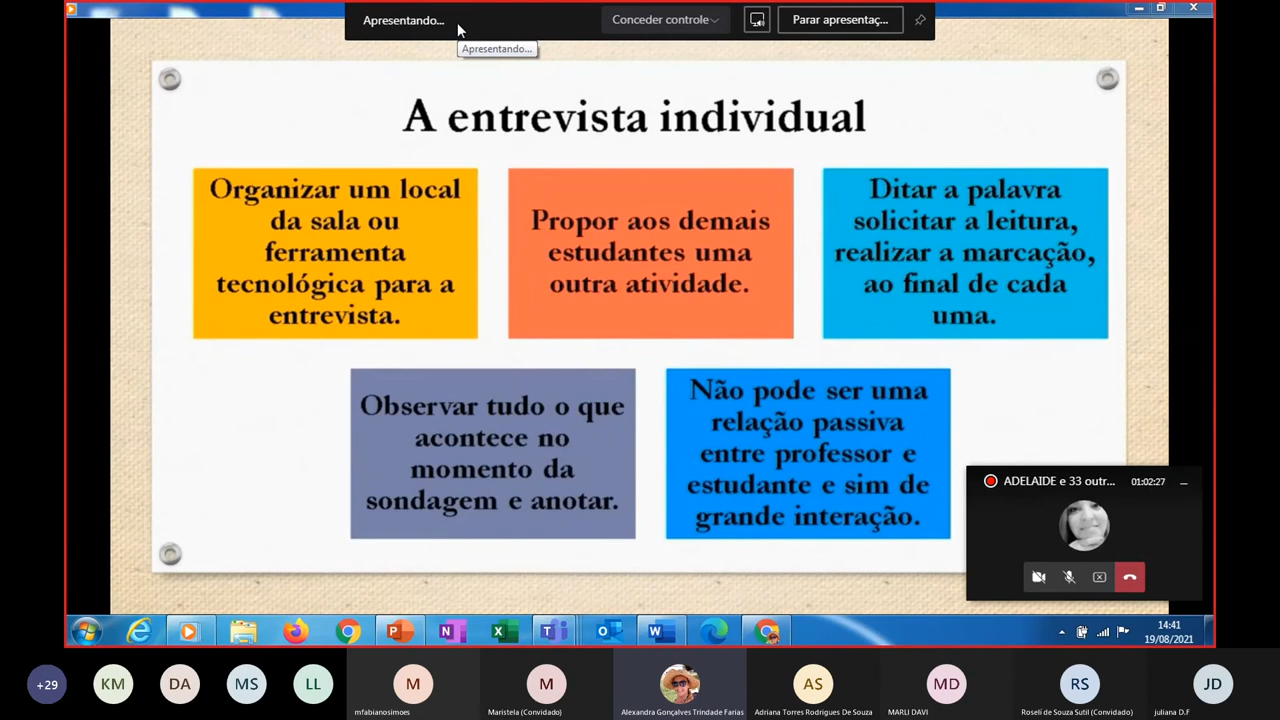 Apresentando...
Conceder controle
Parar apresentaç...
Apresentando...
A entrevista individual
Organizar um local
da sala ou
ferramenta
tecnológica para a
entrevista.
Propor aos demais
estudantes uma
outra atividade.
Ditar a palavra
solicitar a leitura,
realizar a marcação,
ao final de cada
uma.
Observar tudo o que
acontece no
momento da
sondagem e anotar.
Não pode ser uma
relação passiva
entre professor e
estudante e sim de
grande interação.
ADELAIDE e 33 outr...
01:02:27
14:41
19/08/2021
+29
KM
DA
MS
LL
M
M
AS
MD
RS
JD
mfabianosimoes
Maristela (Convidado)
Alexandra Gonçalves Trindade Farias
Adriana Torres Rodrigues De Souza
MARLI DAVI
Roseli de Souza Sutil (Convidado)
juliana D.F